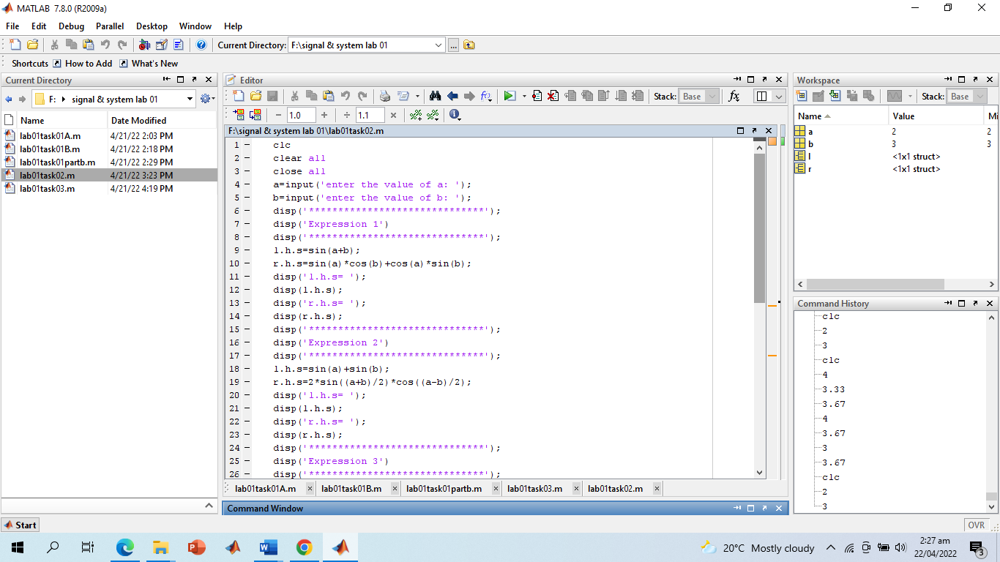 MATLAB 7.8.0 (R2009a)
File Edit Debug Parallel Desktop Window Help
Current Directory: F:\signal & system lab 01 ...
Shortcuts How to Add What's New
Current Directory
F: signal & system lab 01
Name Date Modified
lab01task01A.m 4/21/22 2:03 PM
lab01task01B.m 4/21/22 2:18 PM
lab01task01partb.m 4/21/22 2:29 PM
lab01task02.m 4/21/22 3:23 PM
lab01task03.m 4/21/22 4:19 PM
Editor
Stack: Base
− 1.0 + ÷ 1.1 ×
F:\signal & system lab 01\lab01task02.m
1 − clc
2 − clear all
3 − close all
4 − a=input('enter the value of a: ');
5 − b=input('enter the value of b: ');
6 − disp('******************************');
7 − disp('Expression 1')
8 − disp('******************************');
9 − l.h.s=sin(a+b);
10 − r.h.s=sin(a)*cos(b)+cos(a)*sin(b);
11 − disp('l.h.s= ');
12 − disp(l.h.s);
13 − disp('r.h.s= ');
14 − disp(r.h.s);
15 − disp('******************************');
16 − disp('Expression 2')
17 − disp('******************************');
18 − l.h.s=sin(a)+sin(b);
19 − r.h.s=2*sin((a+b)/2)*cos((a-b)/2);
20 − disp('l.h.s= ');
21 − disp(l.h.s);
22 − disp('r.h.s= ');
23 − disp(r.h.s);
24 − disp('******************************');
25 − disp('Expression 3')
26 − disp('******************************');
lab01task01A.m lab01task01B.m lab01task01partb.m lab01task03.m lab01task02.m
Command Window
Workspace
Stack: Base
Name Value Mi
a 2 2
b 3 3
l <1x1 struct>
r <1x1 struct>
Command History
clc
2
3
clc
4
3.33
3.67
4
3.67
3
3.67
clc
2
3
Start
OVR
20°C Mostly cloudy
2:27 am
22/04/2022
3